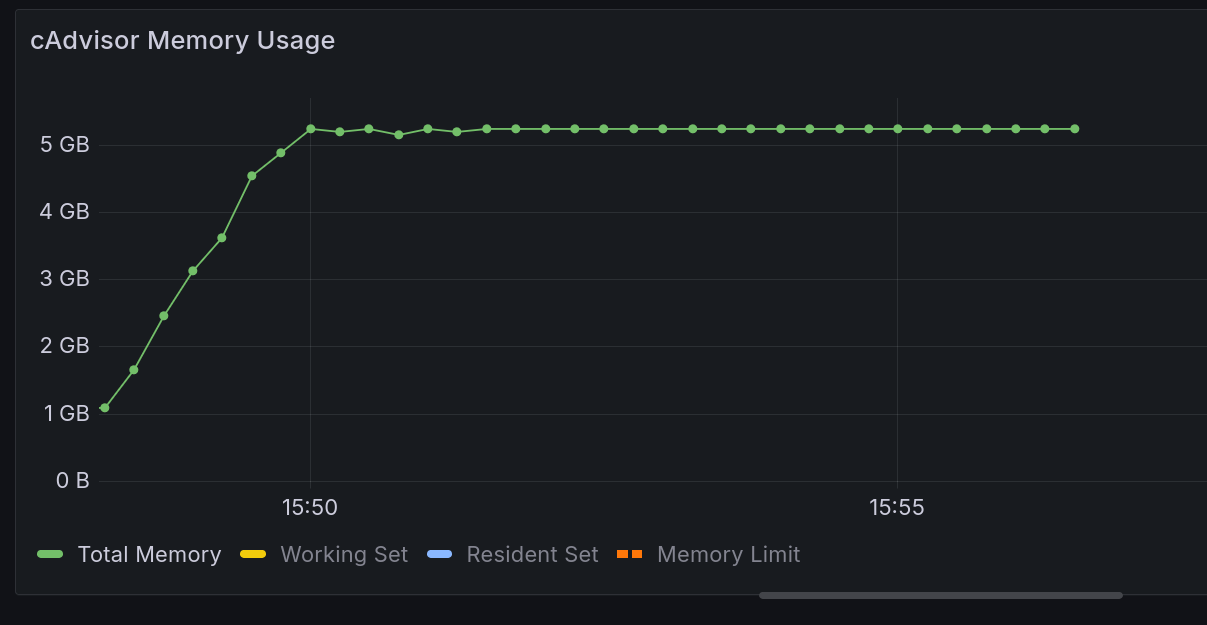 cAdvisor Memory Usage
5 GB
4 GB
3 GB
2 GB
1 GB
0 B
15:50 15:55
Total Memory Working Set Resident Set Memory Limit